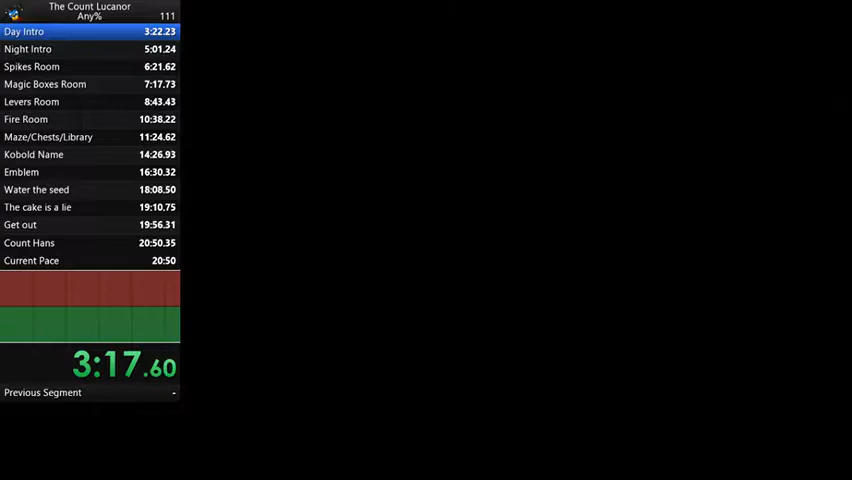 The Count Lucanor
Any% 111
Day Intro 3:22.23
Night Intro 5:01.24
Spikes Room 6:21.62
Magic Boxes Room 7:17.73
Levers Room 8:43.43
Fire Room 10:38.22
Maze/Chests/Library 11:24.62
Kobold Name 14:26.93
Emblem 16:30.32
Water the seed 18:08.50
The cake is a lie 19:10.75
Get out 19:56.31
Count Hans 20:50.35
Current Pace 20:50
3:17.60
Previous Segment -